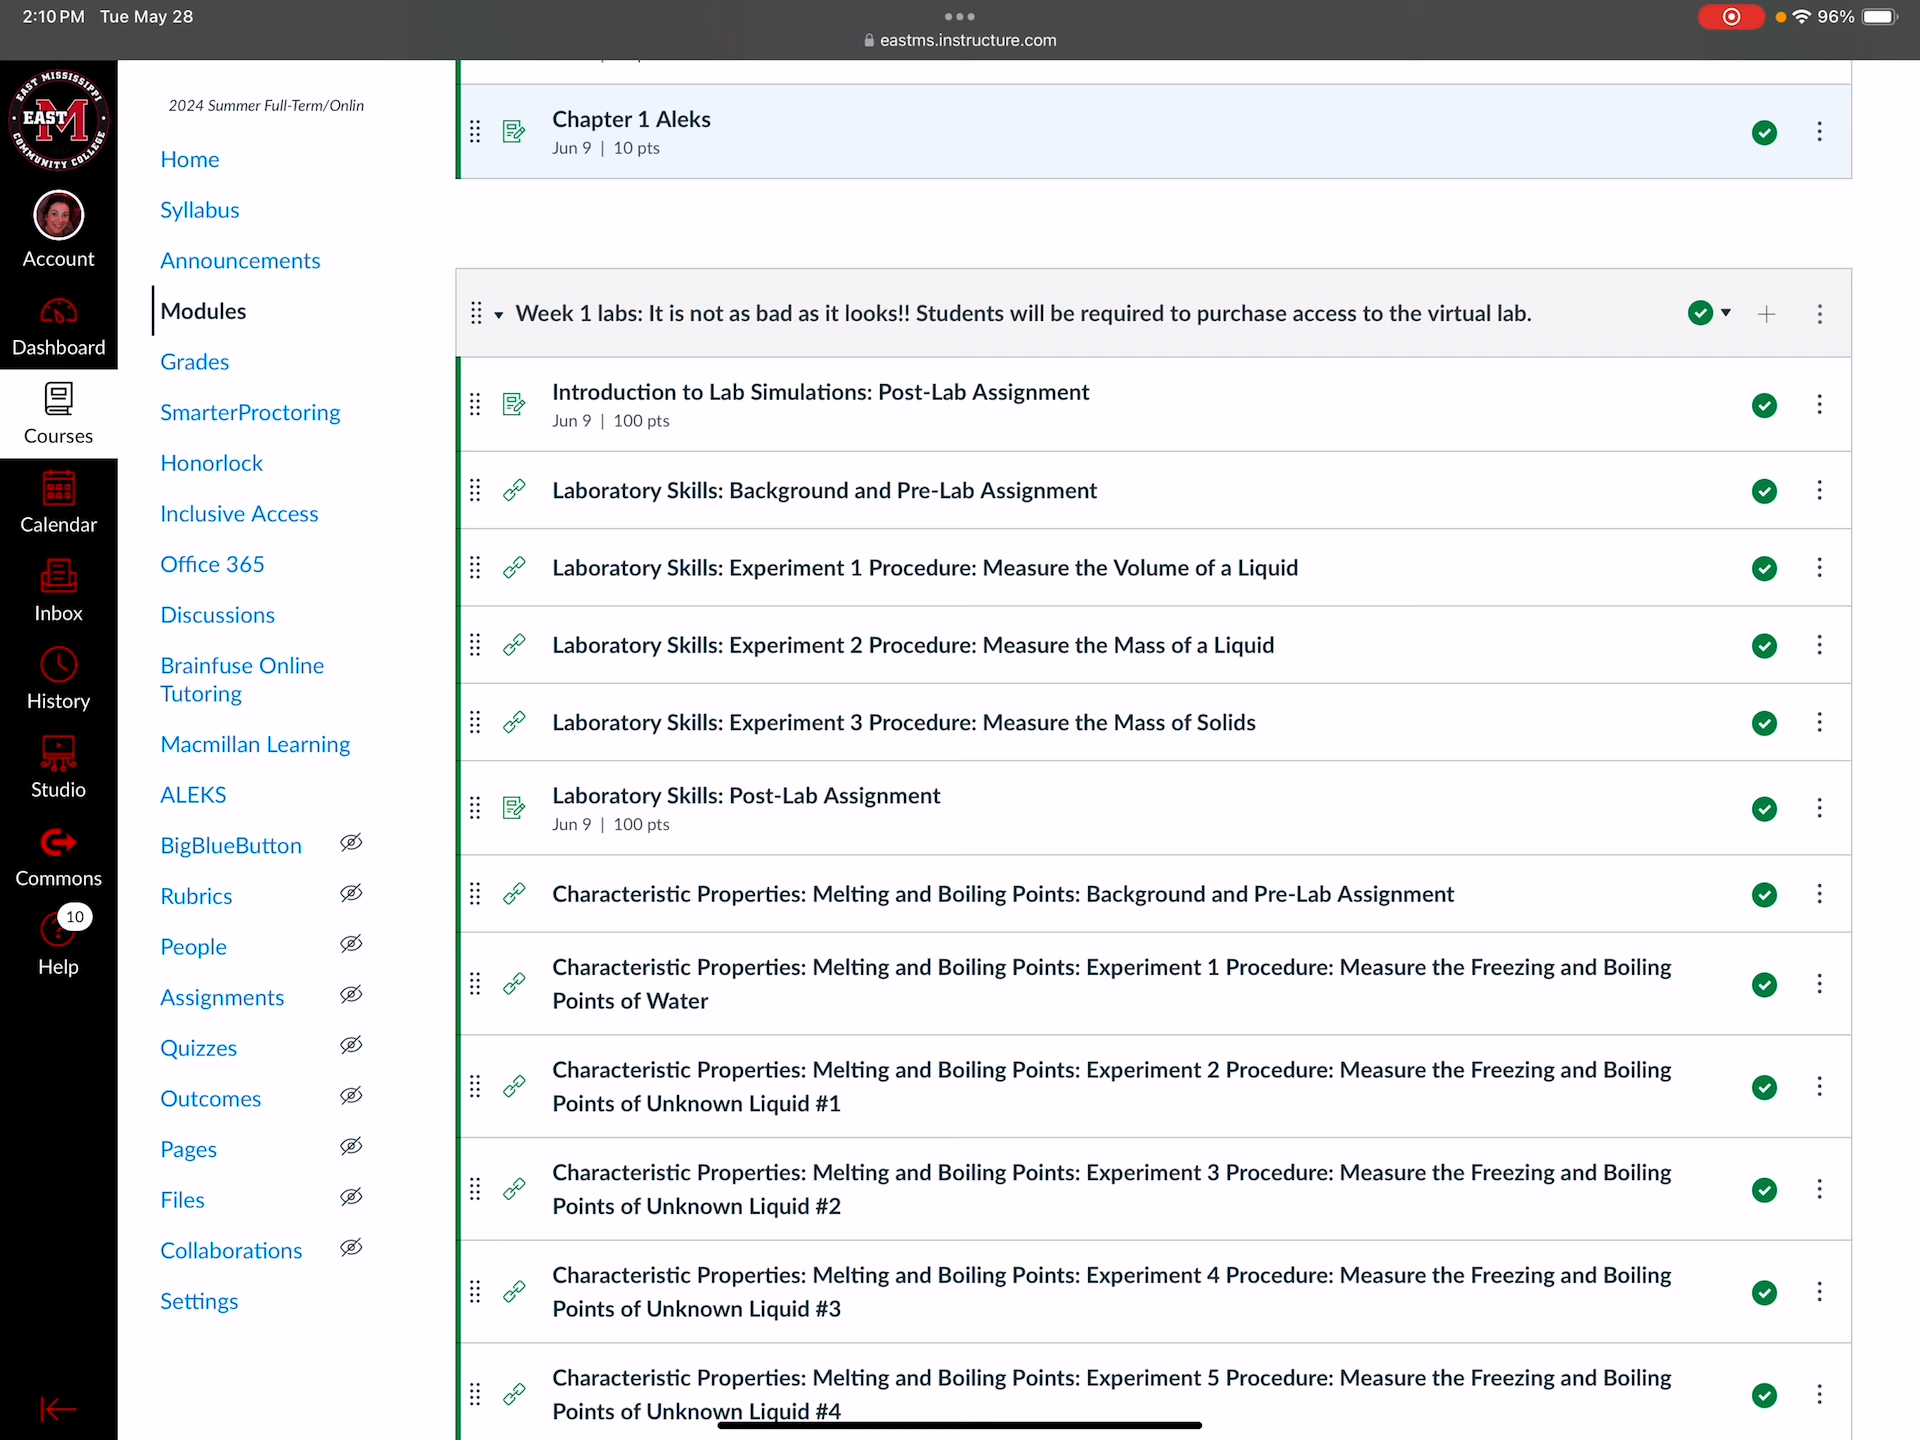 2:10 PM Tue May 28
96%
eastms.instructure.com
EAST MISSISSIPPI
EAST M
COMMUNITY COLLEGE
Account
Dashboard
Courses
Calendar
Inbox
History
Studio
Commons
10
Help
2024 Summer Full-Term/Onlin
Home
Syllabus
Announcements
Modules
Grades
SmarterProctoring
Honorlock
Inclusive Access
Office 365
Discussions
Brainfuse Online
Tutoring
Macmillan Learning
ALEKS
BigBlueButton
Rubrics
People
Assignments
Quizzes
Outcomes
Pages
Files
Collaborations
Settings
Chapter 1 Aleks
Jun 9 | 10 pts
Week 1 labs: It is not as bad as it looks!! Students will be required to purchase access to the virtual lab.
Introduction to Lab Simulations: Post-Lab Assignment
Jun 9 | 100 pts
Laboratory Skills: Background and Pre-Lab Assignment
Laboratory Skills: Experiment 1 Procedure: Measure the Volume of a Liquid
Laboratory Skills: Experiment 2 Procedure: Measure the Mass of a Liquid
Laboratory Skills: Experiment 3 Procedure: Measure the Mass of Solids
Laboratory Skills: Post-Lab Assignment
Jun 9 | 100 pts
Characteristic Properties: Melting and Boiling Points: Background and Pre-Lab Assignment
Characteristic Properties: Melting and Boiling Points: Experiment 1 Procedure: Measure the Freezing and Boiling
Points of Water
Characteristic Properties: Melting and Boiling Points: Experiment 2 Procedure: Measure the Freezing and Boiling
Points of Unknown Liquid #1
Characteristic Properties: Melting and Boiling Points: Experiment 3 Procedure: Measure the Freezing and Boiling
Points of Unknown Liquid #2
Characteristic Properties: Melting and Boiling Points: Experiment 4 Procedure: Measure the Freezing and Boiling
Points of Unknown Liquid #3
Characteristic Properties: Melting and Boiling Points: Experiment 5 Procedure: Measure the Freezing and Boiling
Points of Unknown Liquid #4